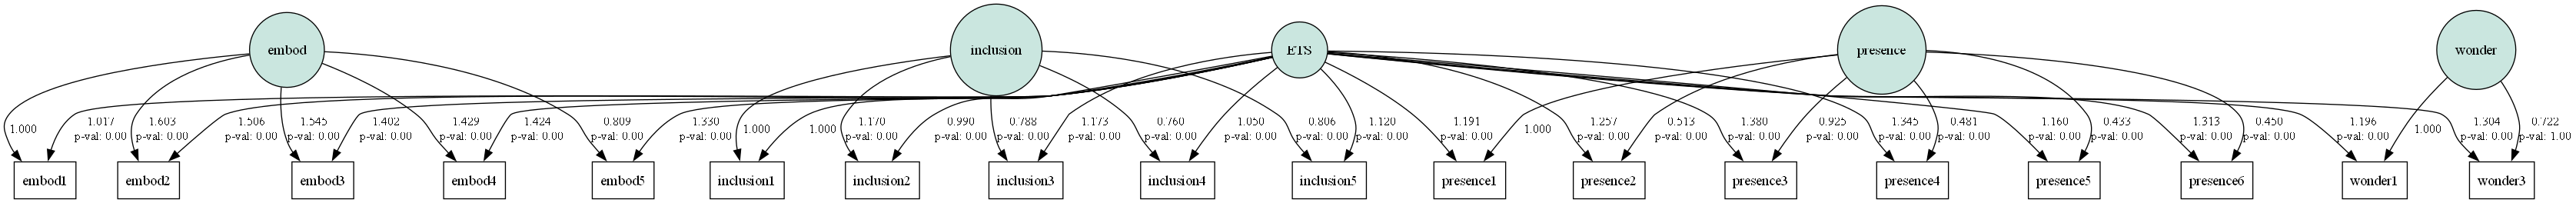 embod
inclusion
ETS
presence
wonder
1.000
1.017
p-val: 0.00
1.603
p-val: 0.00
1.506
p-val: 0.00
1.545
p-val: 0.00
1.402
p-val: 0.00
1.429
p-val: 0.00
1.424
p-val: 0.00
0.809
p-val: 0.00
1.330
p-val: 0.00
1.000
1.000
1.170
p-val: 0.00
0.990
p-val: 0.00
0.788
p-val: 0.00
1.173
p-val: 0.00
0.760
p-val: 0.00
1.050
p-val: 0.00
0.806
p-val: 0.00
1.120
p-val: 0.00
1.191
p-val: 0.00
1.000
1.257
p-val: 0.00
0.513
p-val: 0.00
1.380
p-val: 0.00
0.925
p-val: 0.00
1.345
p-val: 0.00
0.481
p-val: 0.00
1.160
p-val: 0.00
0.433
p-val: 0.00
1.313
p-val: 0.00
0.450
p-val: 0.00
1.196
p-val: 0.00
1.000
1.304
p-val: 0.00
0.722
p-val: 1.00
embod1
embod2
embod3
embod4
embod5
inclusion1
inclusion2
inclusion3
inclusion4
inclusion5
presence1
presence2
presence3
presence4
presence5
presence6
wonder1
wonder3